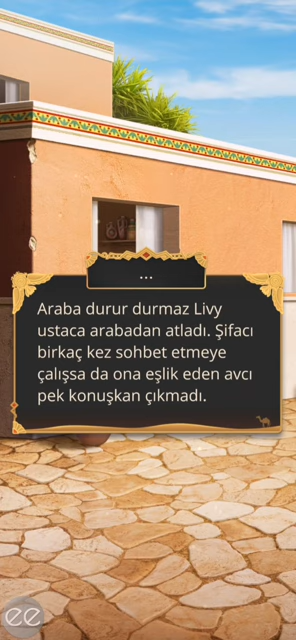 ...
Araba durur durmaz Livy
ustaca arabadan atladı. Şifacı
birkaç kez sohbet etmeye
çalışsa da ona eşlik eden avcı
pek konuşkan çıkmadı.
ee